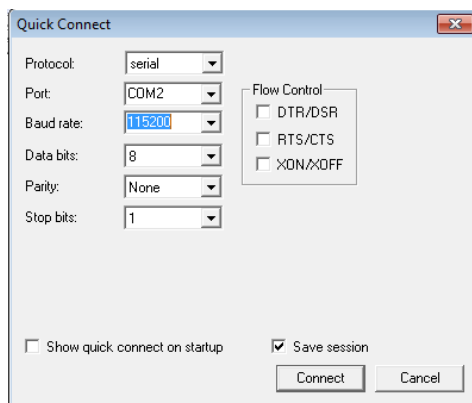 Quick Connect
Protocol: serial
Port: COM2
Baud rate: 115200
Data bits: 8
Parity: None
Stop bits: 1
Flow Control
DTR/DSR
RTS/CTS
XON/XOFF
Show quick connect on startup
Save session
Connect Cancel